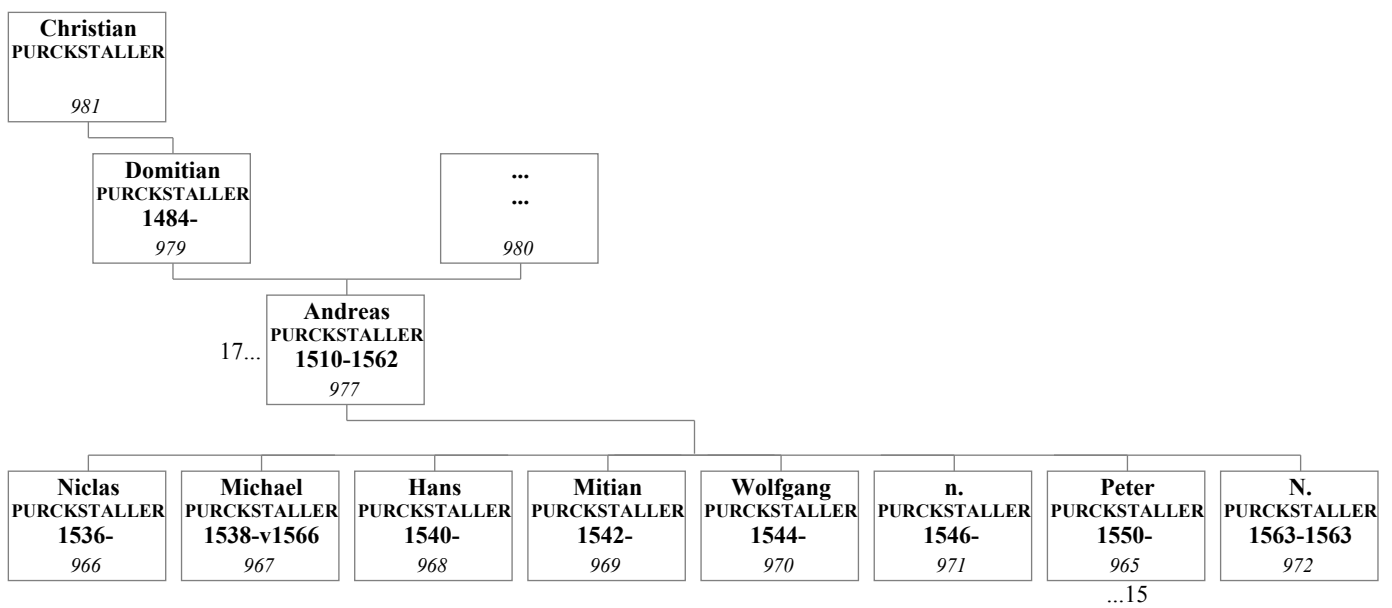 Christian
PURCKSTALLER
981
Domitian
PURCKSTALLER
1484-
979
...
...
980
17...
Andreas
PURCKSTALLER
1510-1562
977
Niclas
PURCKSTALLER
1536-
966
Michael
PURCKSTALLER
1538-v1566
967
Hans
PURCKSTALLER
1540-
968
Mitian
PURCKSTALLER
1542-
969
Wolfgang
PURCKSTALLER
1544-
970
n.
PURCKSTALLER
1546-
971
Peter
PURCKSTALLER
1550-
965
...15
N.
PURCKSTALLER
1563-1563
972